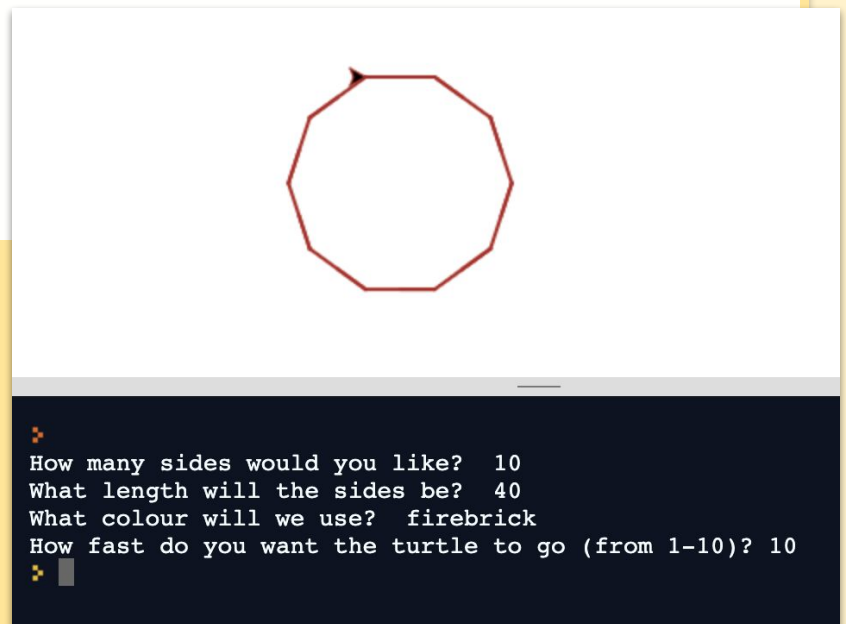 How many sides would you like?  10
What length will the sides be?  40
What colour will we use?  firebrick
How fast do you want the turtle to go (from 1-10)? 10